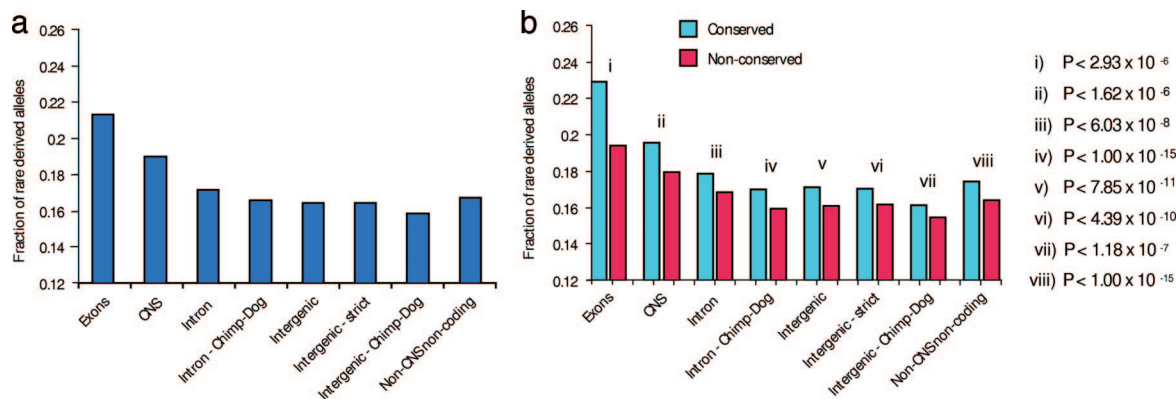 a
Fraction of rare derived alleles
0.26
0.24
0.22
0.2
0.18
0.16
0.14
0.12
Exons
CNS
Intron
Intron - Chimp-Dog
Intergenic
Intergenic - strict
Intergenic - Chimp-Dog
Non-CNS non-coding
b
Fraction of rare derived alleles
0.26
0.24
0.22
0.2
0.18
0.16
0.14
0.12
Conserved
Non-conserved
i
ii
iii
iv
v
vi
vii
viii
Exons
CNS
Intron
Intron - Chimp-Dog
Intergenic
Intergenic - strict
Intergenic - Chimp-Dog
Non-CNS non-coding
i) P < 2.93 x 10 -6
ii) P < 1.62 x 10 -6
iii) P < 6.03 x 10 -8
iv) P < 1.00 x 10 -15
v) P < 7.85 x 10 -11
vi) P < 4.39 x 10 -10
vii) P < 1.18 x 10 -7
viii) P < 1.00 x 10 -15